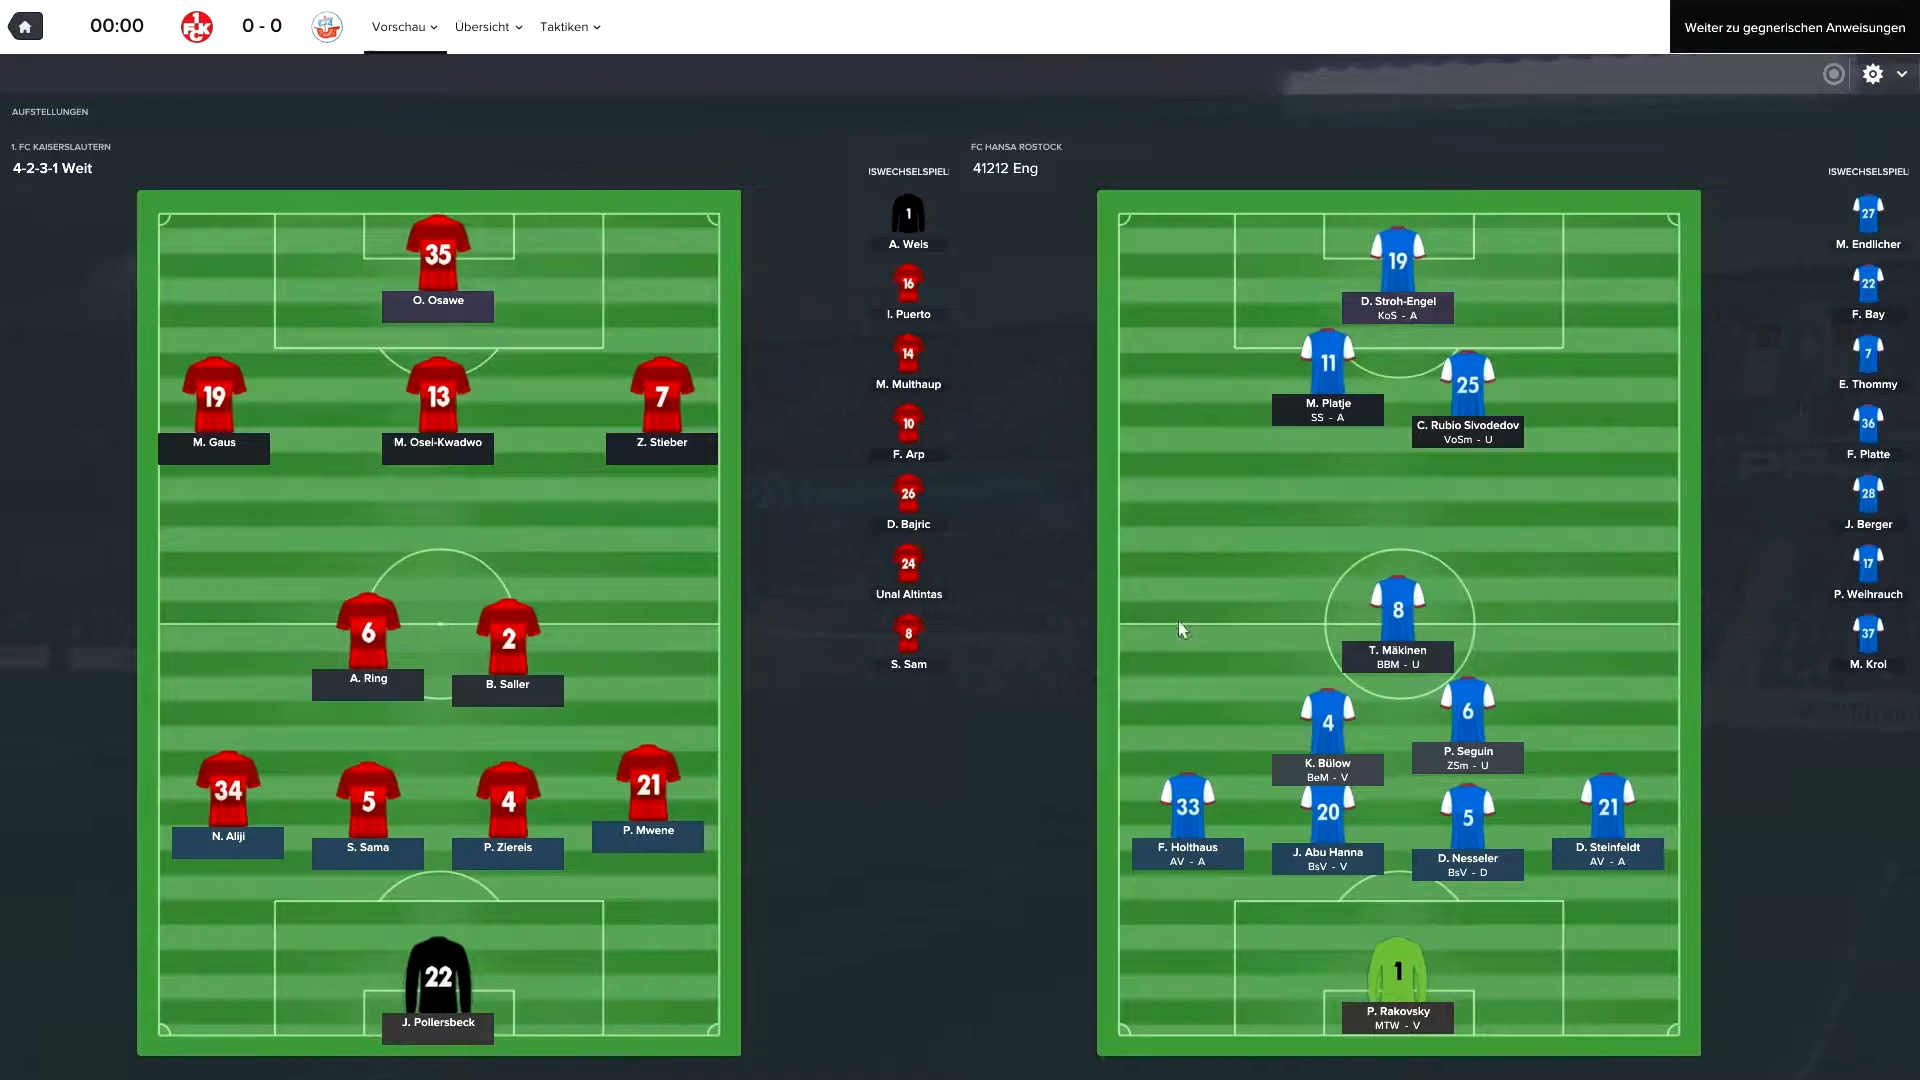 00:00
1 FCK
0 - 0
Vorschau
Übersicht
Taktiken
Weiter zu gegnerischen Anweisungen
AUFSTELLUNGEN
1. FC KAISERSLAUTERN
4-2-3-1 Weit
35
O. Osawe
19
M. Gaus
13
M. Osei-Kwadwo
7
Z. Stieber
6
A. Ring
2
B. Saller
34
N. Aliji
5
S. Sama
4
P. Ziereis
21
P. Mwene
22
J. Pollersbeck
ISWECHSELSPIEL
1
A. Weis
16
I. Puerto
14
M. Multhaup
10
F. Arp
26
D. Bajric
24
Unal Altintas
8
S. Sam
FC HANSA ROSTOCK
41212 Eng
19
D. Stroh-Engel
KoS - A
11
M. Platje
SS - A
25
C. Rubio Sivodedov
VoSm - U
8
T. Mäkinen
BBM - U
4
K. Bülow
BeM - V
6
P. Seguin
ZSm - U
33
F. Holthaus
AV - A
20
J. Abu Hanna
BsV - V
5
D. Nesseler
BsV - D
21
D. Steinfeldt
AV - A
1
P. Rakovsky
MTW - V
ISWECHSELSPIEL
27
M. Endlicher
22
F. Bay
7
E. Thommy
36
F. Platte
28
J. Berger
17
P. Weihrauch
37
M. Krol